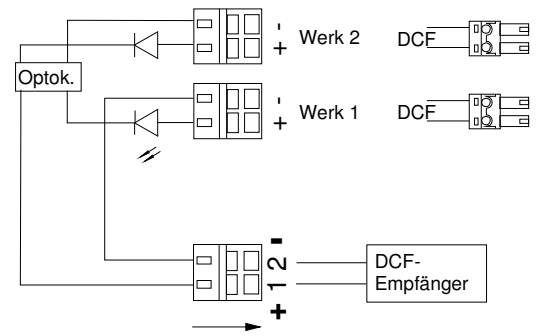 -
+ Werk 2 DCF
Optok.
-
+ Werk 1 DCF
-
2
1
+
DCF-
Empfänger